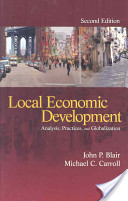 Second Edition
Local Economic
Development
Analysis, Practices, and Globalization
John P. Blair
Michael C. Carroll